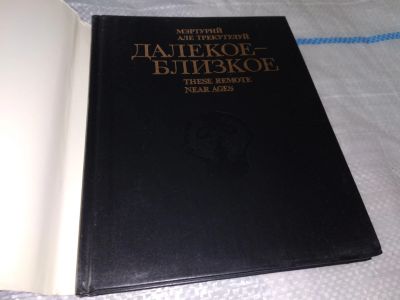 МЭРТУРИЙ
АЛЕ ТРЕКУТУЛУЙ
ДАЛЕКОЕ—
БЛИЗКОЕ
THESE REMOTE
NEAR AGES